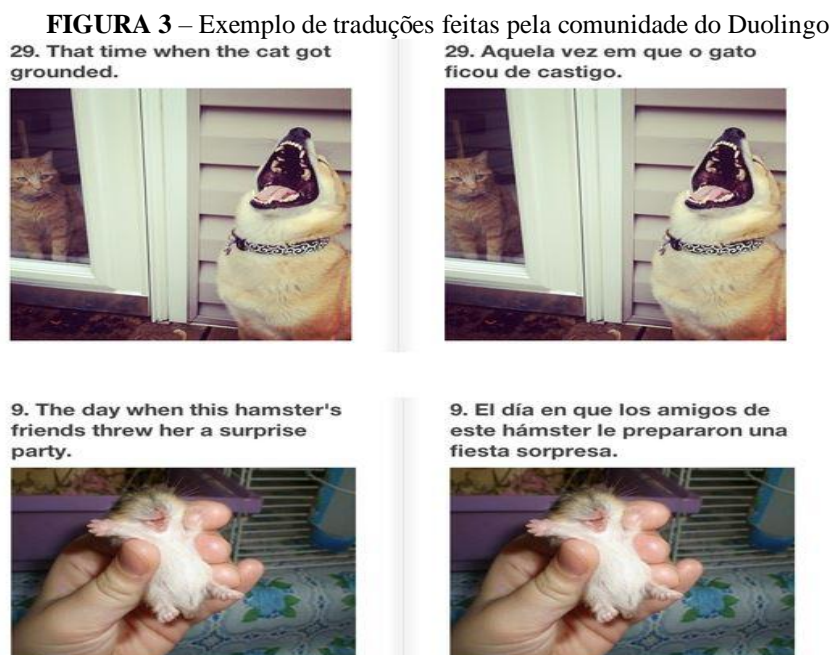 FIGURA 3 – Exemplo de traduções feitas pela comunidade do Duolingo
29. That time when the cat got
grounded.
29. Aquela vez em que o gato
ficou de castigo.
9. The day when this hamster's
friends threw her a surprise
party.
9. El día en que los amigos de
este hámster le prepararon una
fiesta sorpresa.